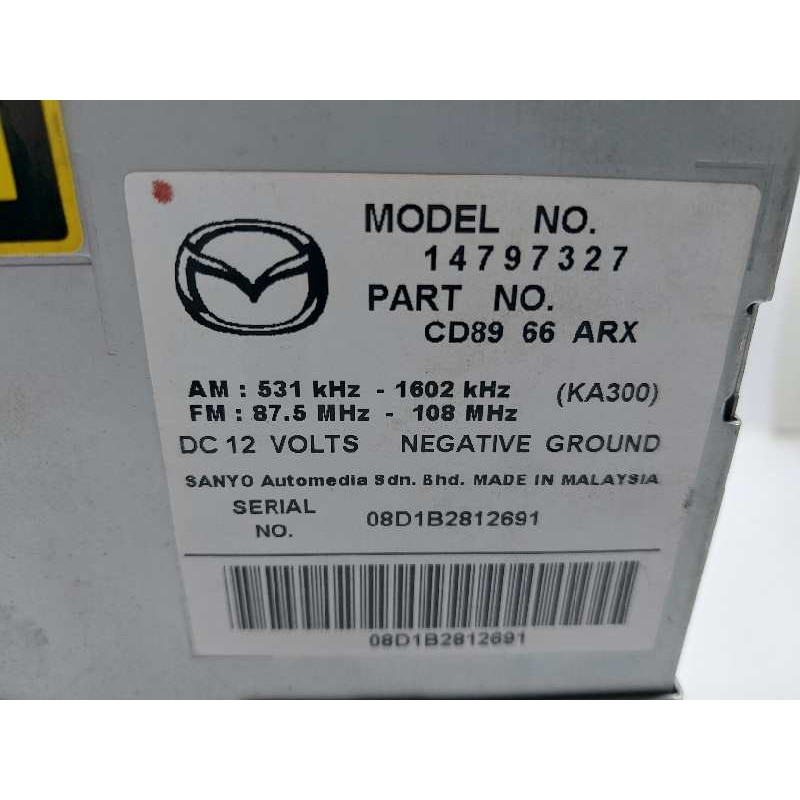 MODEL NO.
14797327
PART NO.
CD89 66 ARX
AM : 531 kHz - 1602 kHz (KA300)
FM : 87.5 MHz - 108 MHz
DC 12 VOLTS NEGATIVE GROUND
SANYO Automedia Sdn. Bhd. MADE IN MALAYSIA
SERIAL NO. 08D1B2812691
08D1B2812691